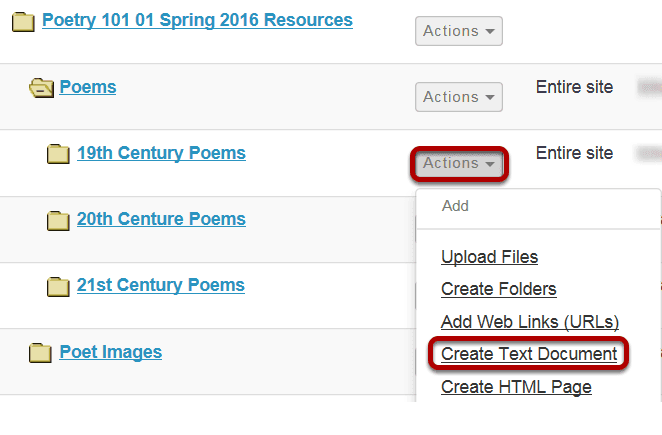 Poetry 101 01 Spring 2016 Resources Actions
Poems Actions Entire site
19th Century Poems Actions Entire site
20th Centure Poems
21st Century Poems
Poet Images
Add
Upload Files
Create Folders
Add Web Links (URLs)
Create Text Document
Create HTML Page